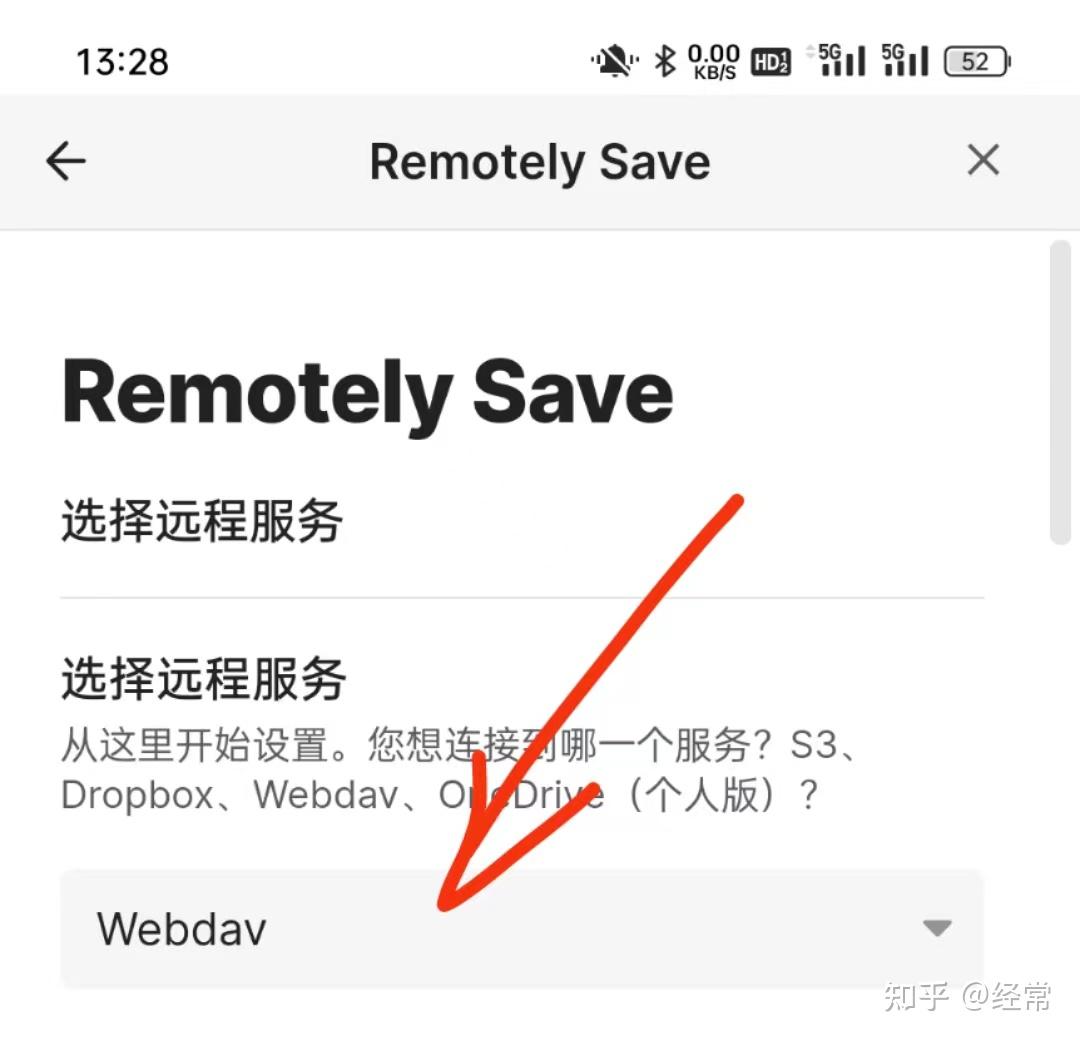 13:28 0.00 KB/S HD 1 2 5G 5G 52
Remotely Save
Remotely Save
选择远程服务
选择远程服务
从这里开始设置。您想连接到哪一个服务？S3、
Dropbox、Webdav、OneDrive（个人版）？
Webdav
知乎 @经常